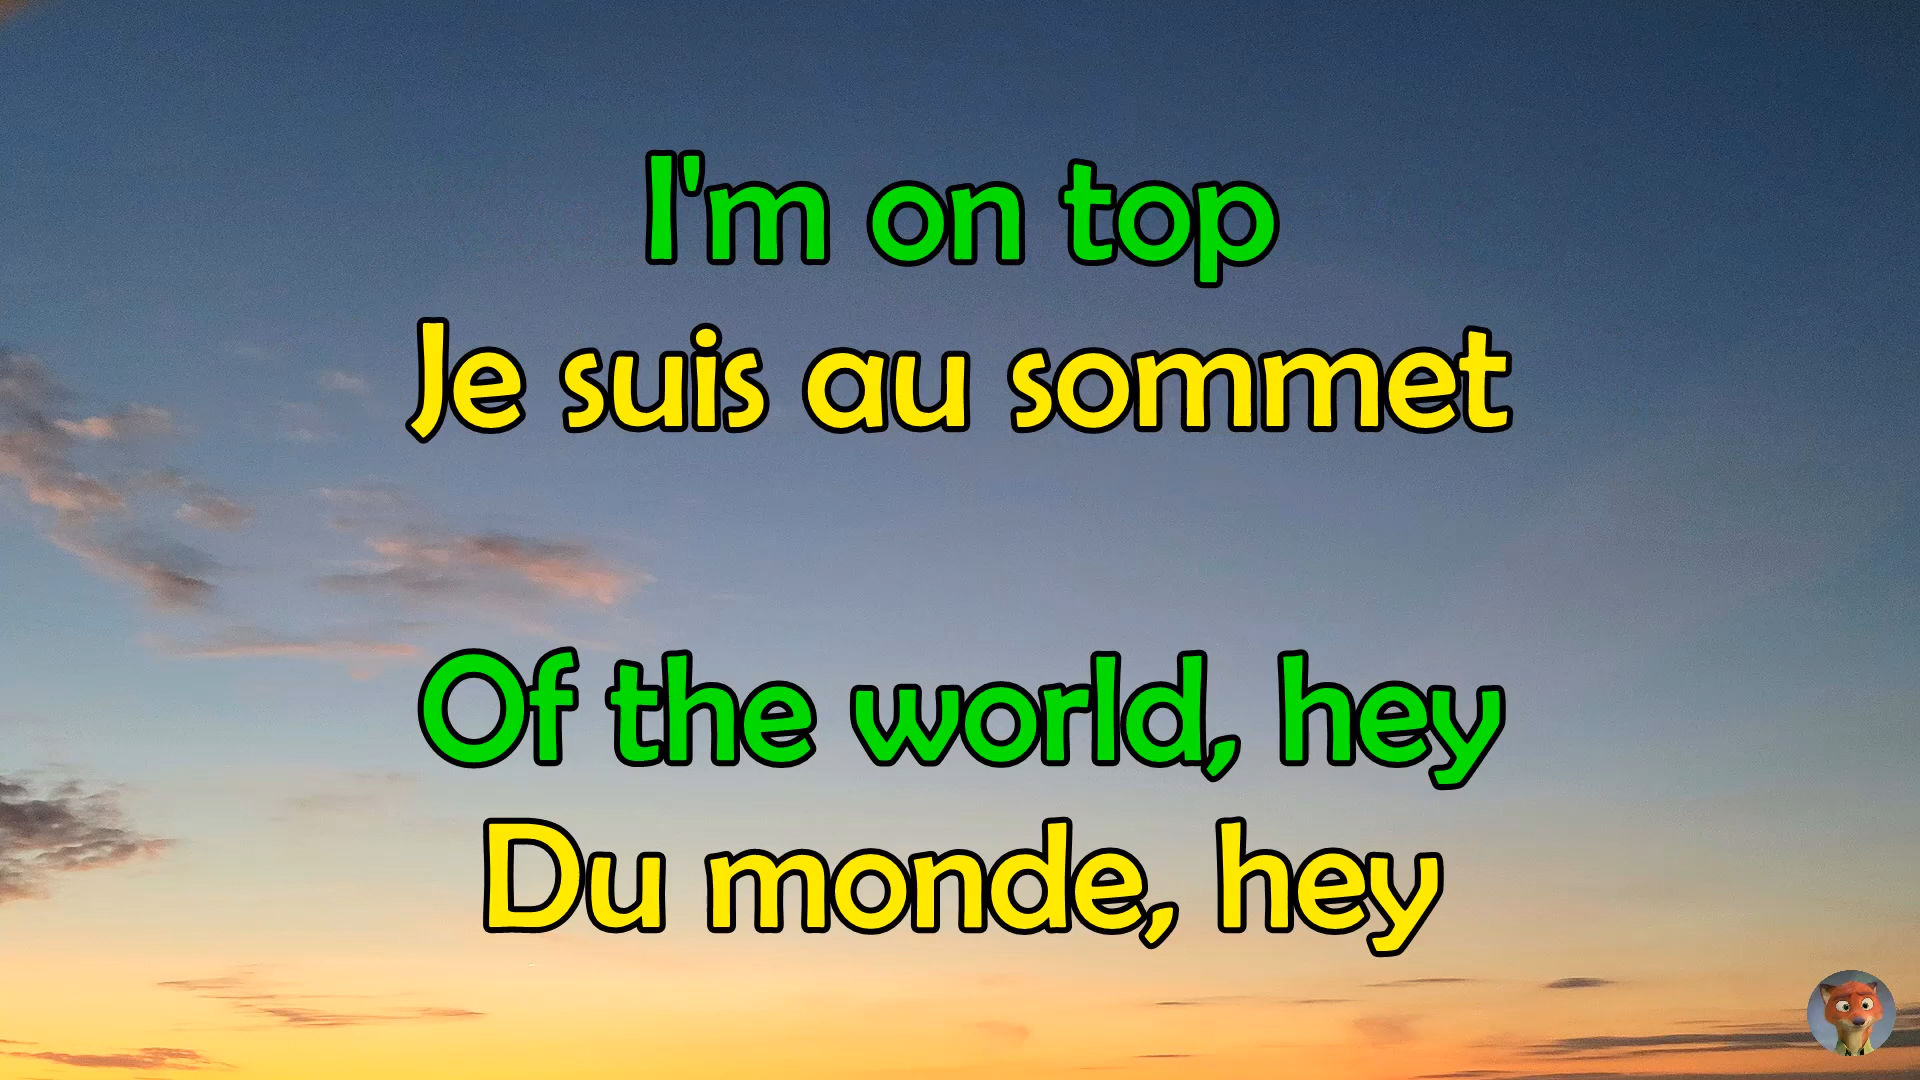 I'm on top
Je suis au sommet
Of the world, hey
Du monde, hey